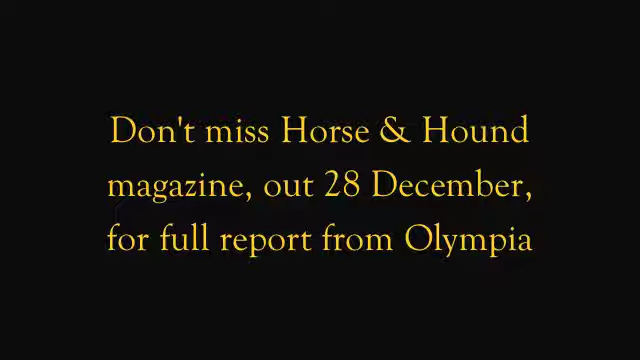 Don't miss Horse & Hound
magazine, out 28 December,
for full report from Olympia